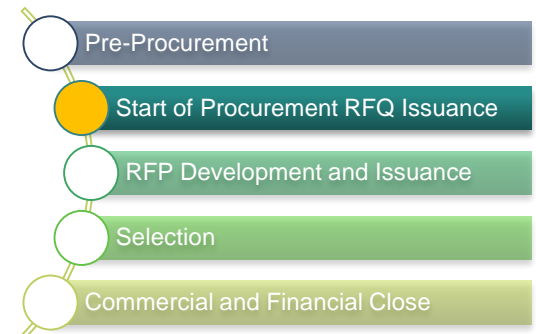 Pre-Procurement
Start of Procurement RFQ Issuance
RFP Development and Issuance
Selection
Commercial and Financial Close